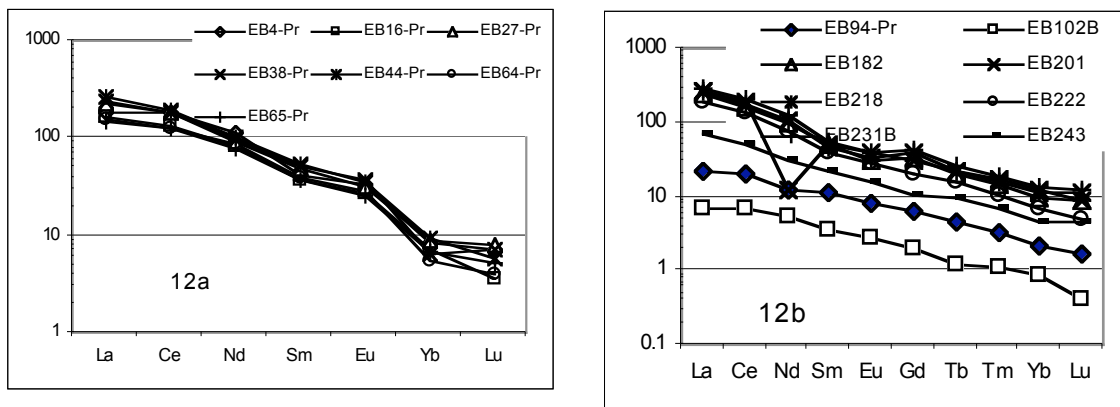 EB4-Pr EB16-Pr EB27-Pr
EB38-Pr EB44-Pr EB64-Pr
EB65-Pr
1000
100
10
1
12a
La Ce Nd Sm Eu Yb Lu
EB94-Pr EB102B
EB182 EB201
EB218 EB222
EB231B EB243
1000
100
10
1
0.1
12b
La Ce Nd Sm Eu Gd Tb Tm Yb Lu